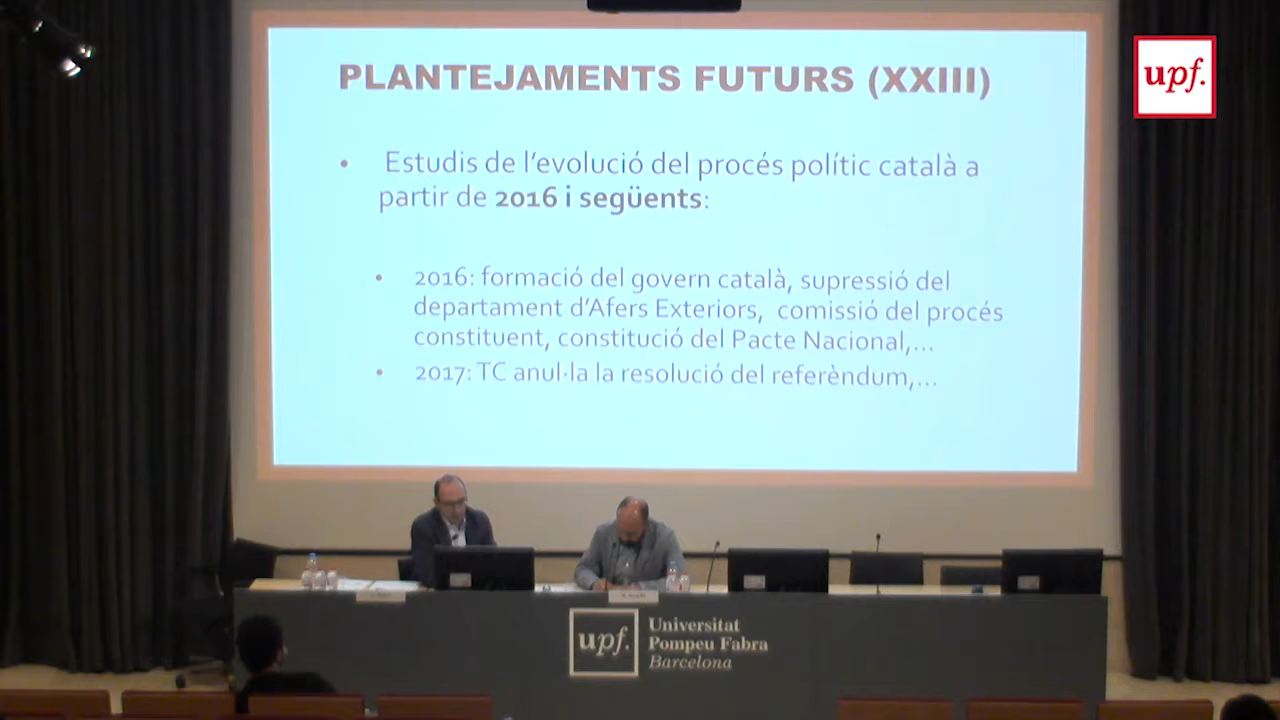 PLANTEJAMENTS FUTURS (XXIII)
upf.
• Estudis de l'evolució del procés polític català a
partir de 2016 i següents:
• 2016: formació del govern català, supressió del
departament d'Afers Exteriors, comissió del procés
constituent, constitució del Pacte Nacional,...
• 2017: TC anul·la la resolució del referèndum,...
upf.
Universitat
Pompeu Fabra
Barcelona